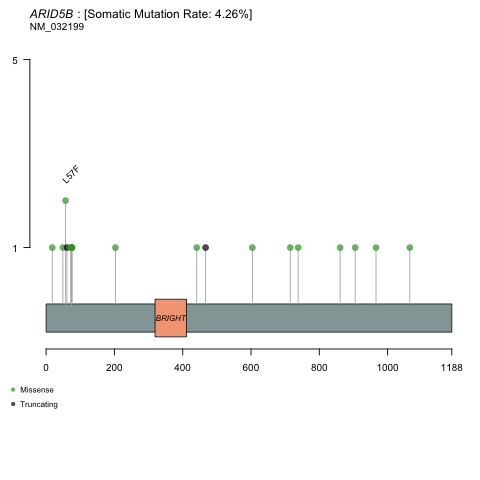 ARID5B : [Somatic Mutation Rate: 4.26%]
NM_032199
5
L57F
1
BRIGHT
0 200 400 600 800 1000 1188
Missense
Truncating